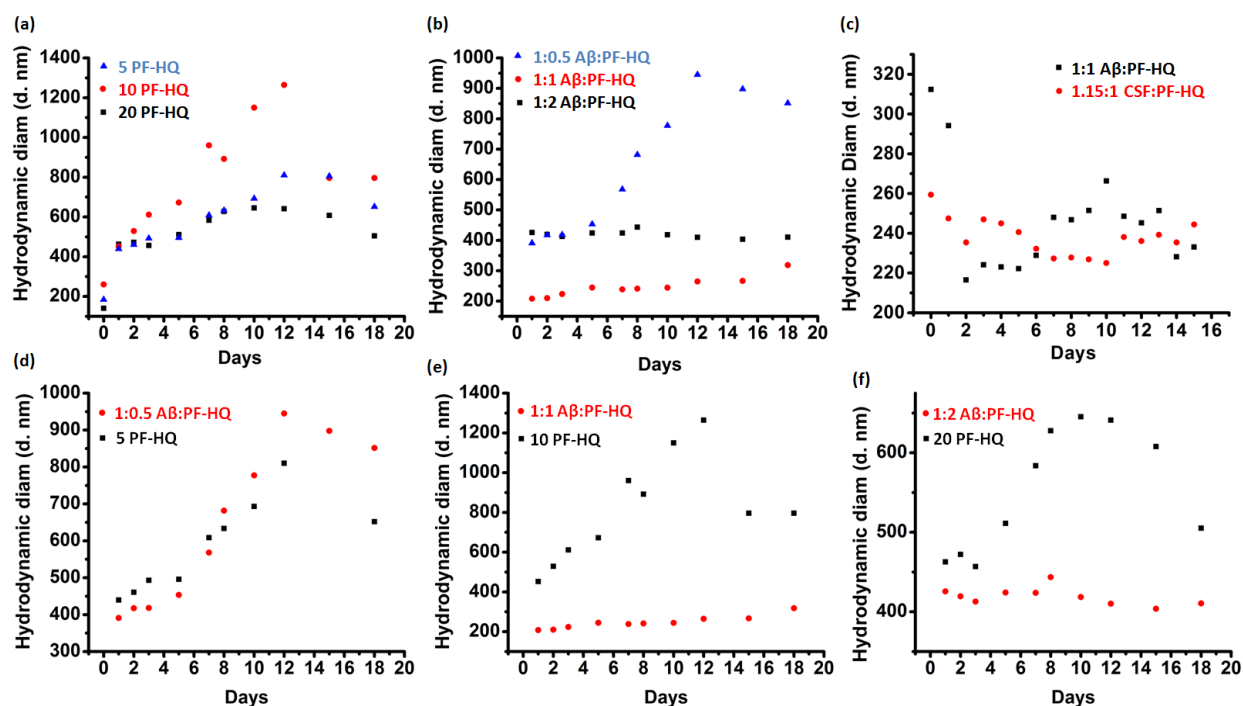 (a)
1400
1200
1000
800
600
400
200
5 PF-HQ
10 PF-HQ
20 PF-HQ
Hydrodynamic diam (d. nm)
0 2 4 6 8 10 12 14 16 18 20
Days
(b)
1000
900
800
700
600
500
400
300
200
1:0.5 Aβ:PF-HQ
1:1 Aβ:PF-HQ
1:2 Aβ:PF-HQ
Hydrodynamic diam (d. nm)
0 2 4 6 8 10 12 14 16 18 20
Days
(c)
320
300
280
260
240
220
200
1:1 Aβ:PF-HQ
1.15:1 CSF:PF-HQ
Hydrodynamic Diam (d. nm)
0 2 4 6 8 10 12 14 16
Days
(d)
1000
900
800
700
600
500
400
300
1:0.5 Aβ:PF-HQ
5 PF-HQ
Hydrodynamic diam (d. nm)
0 2 4 6 8 10 12 14 16 18 20
Days
(e)
1400
1200
1000
800
600
400
200
1:1 Aβ:PF-HQ
10 PF-HQ
Hydrodynamic diam (d. nm)
0 2 4 6 8 10 12 14 16 18 20
Days
(f)
600
500
400
1:2 Aβ:PF-HQ
20 PF-HQ
Hydrodynamic diam (d. nm)
0 2 4 6 8 10 12 14 16 18 20
Days